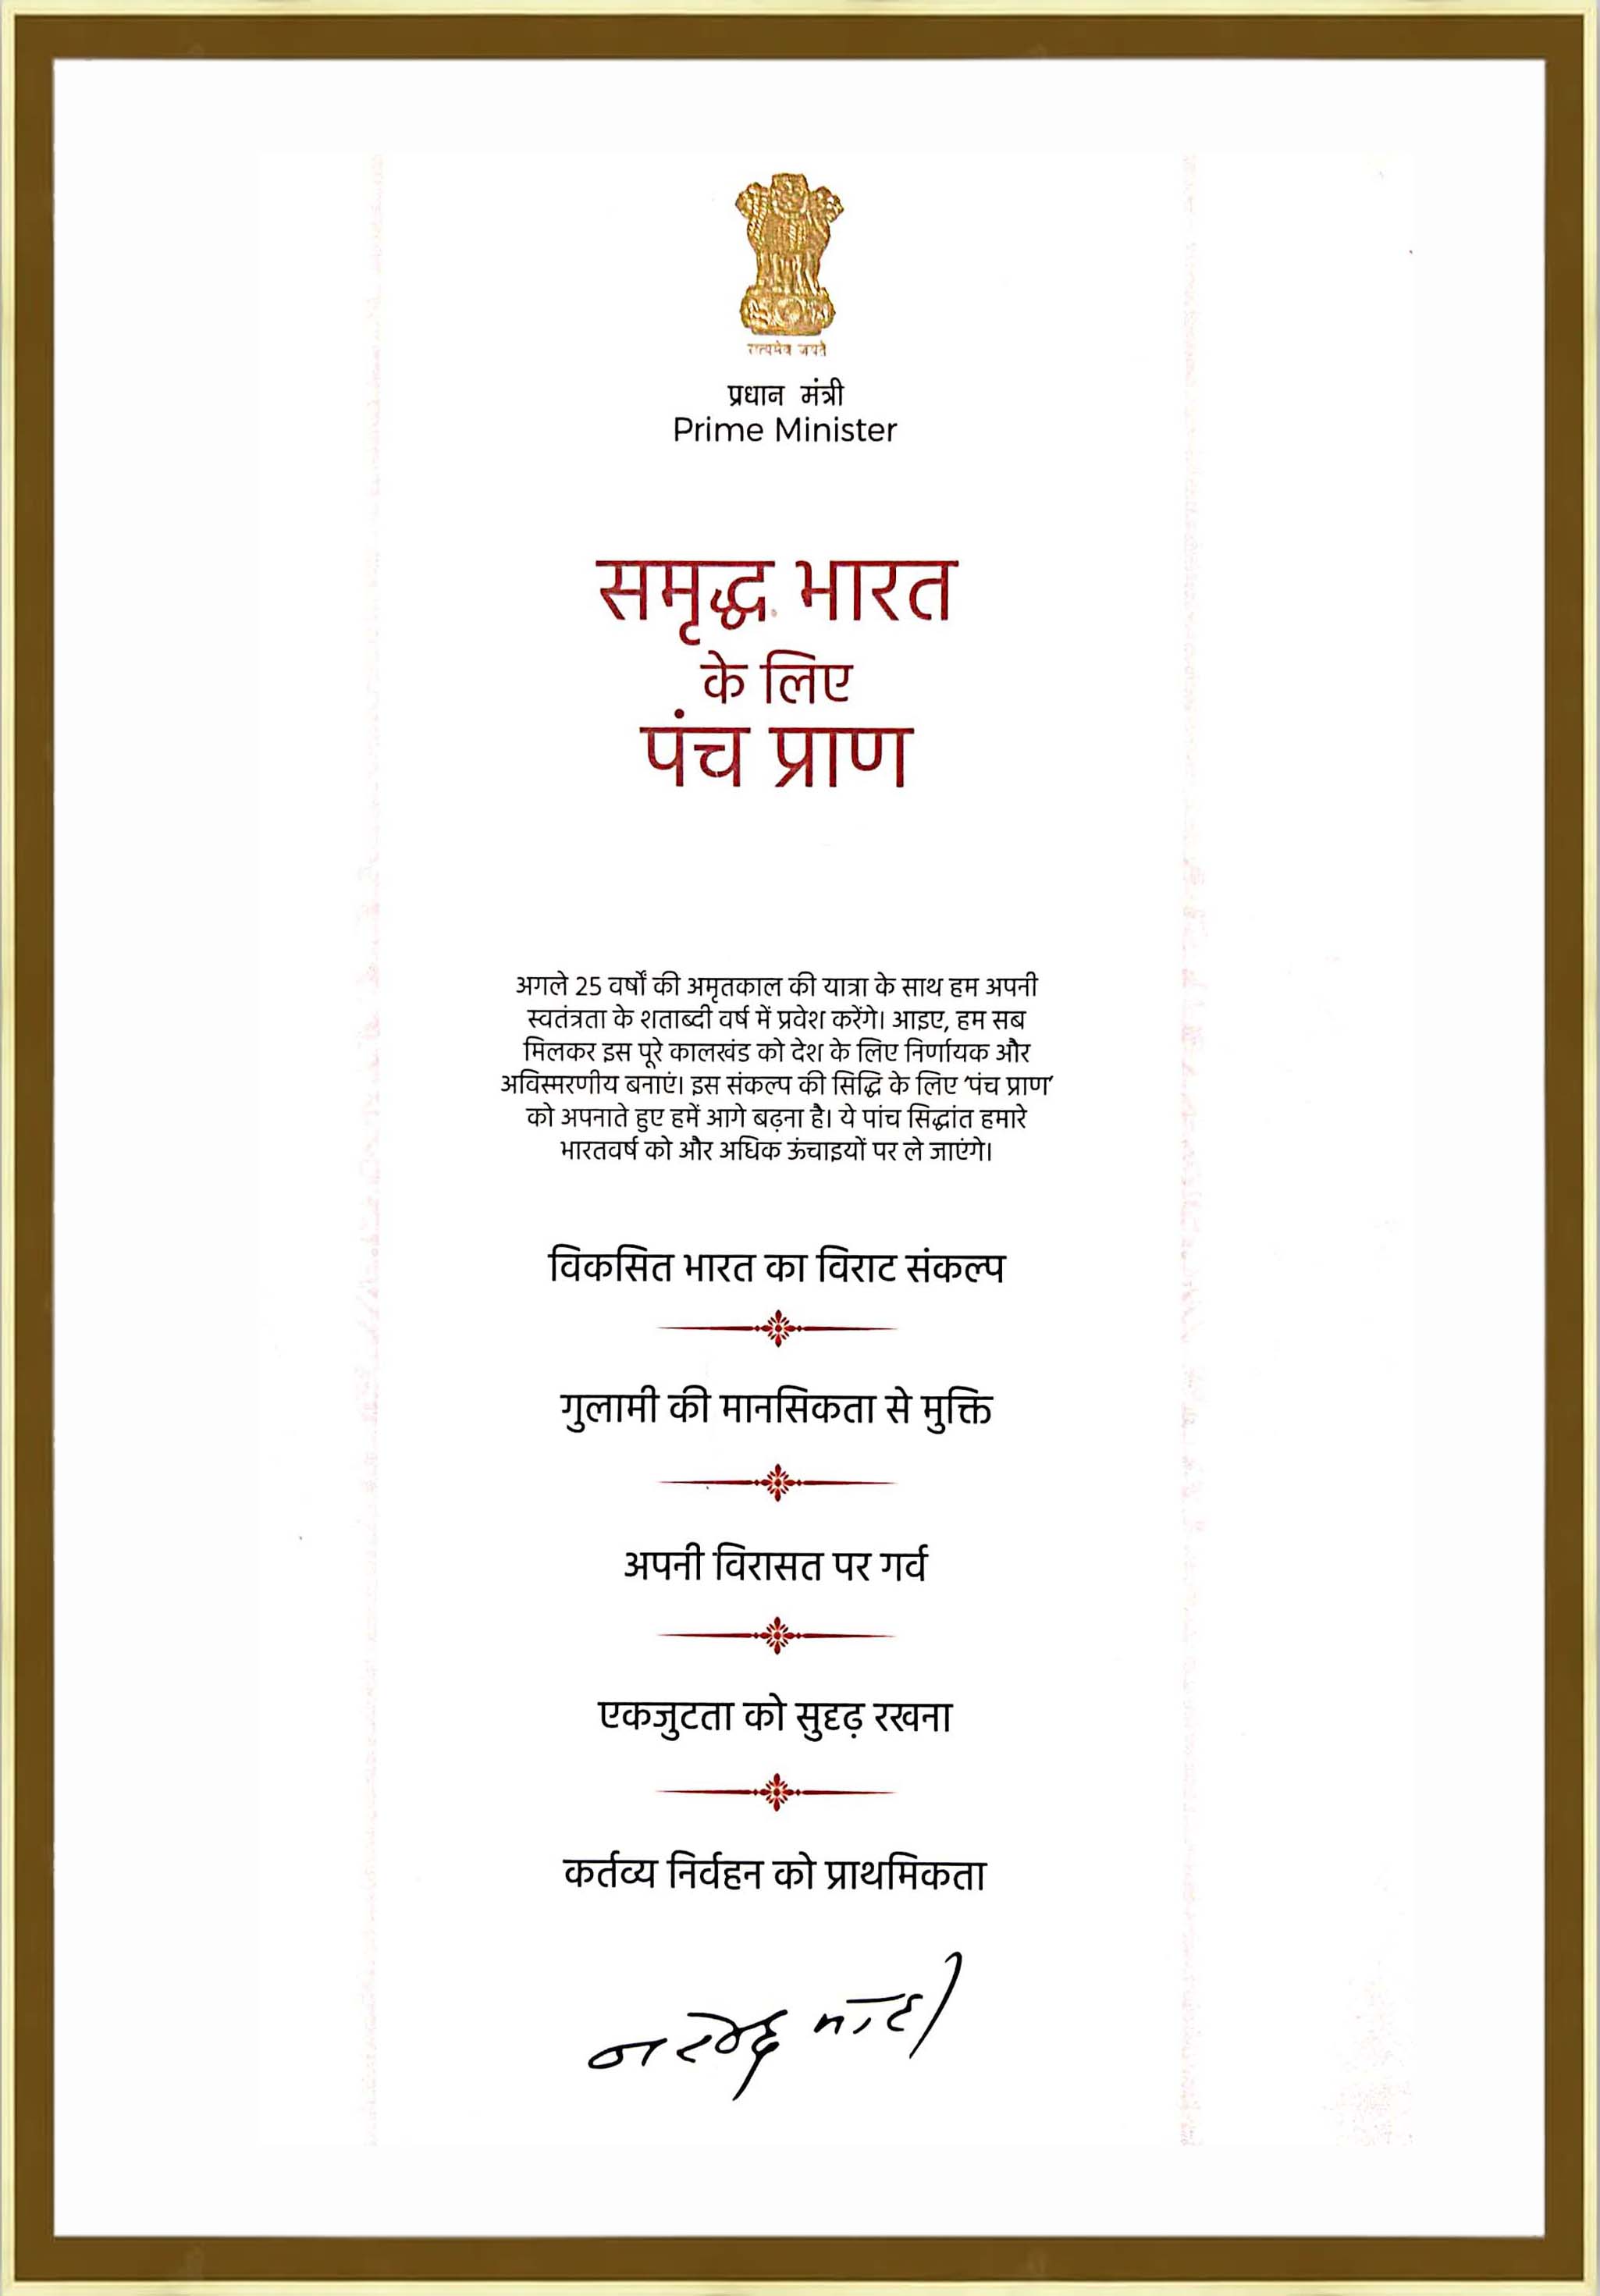 सत्यमेव जयते
प्रधान मंत्री
Prime Minister
समृद्ध भारत
के लिए
पंच प्राण
अगले 25 वर्षों की अमृतकाल की यात्रा के साथ हम अपनी
स्वतंत्रता के शताब्दी वर्ष में प्रवेश करेंगे। आइए, हम सब
मिलकर इस पूरे कालखंड को देश के लिए निर्णायक और
अविस्मरणीय बनाएं। इस संकल्प की सिद्धि के लिए ‘पंच प्राण’
को अपनाते हुए हमें आगे बढ़ना है। ये पांच सिद्धांत हमारे
भारतवर्ष को और अधिक ऊंचाइयों पर ले जाएंगे।
विकसित भारत का विराट संकल्प
गुलामी की मानसिकता से मुक्ति
अपनी विरासत पर गर्व
एकजुटता को सुदृढ़ रखना
कर्तव्य निर्वहन को प्राथमिकता
नरेन्द्र मोदी